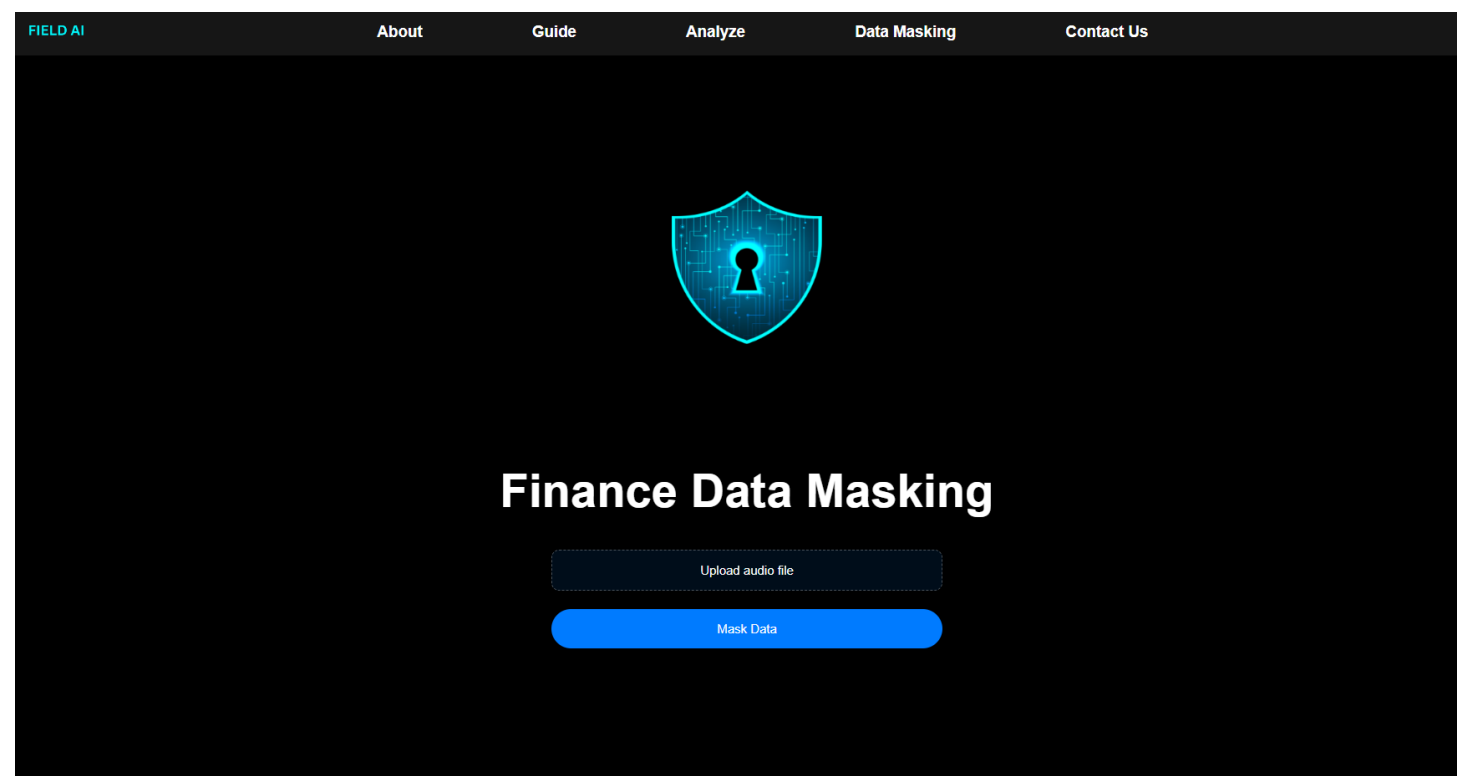 FIELD AI About Guide Analyze Data Masking Contact Us
Finance Data Masking
Upload audio file
Mask Data